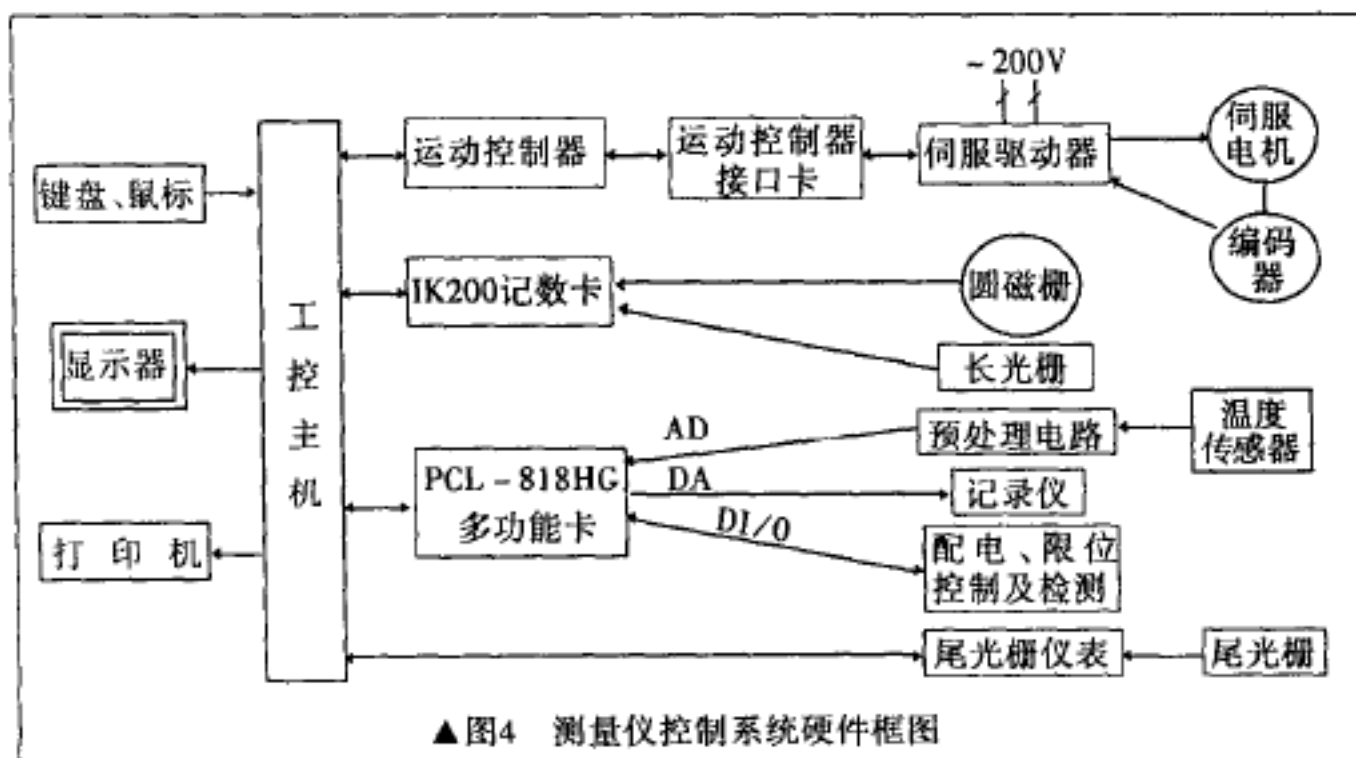 ~200V
运动控制器
运动控制器
接口卡
伺服驱动器
伺服
电机
键盘、鼠标
编码
器
IK200记数卡
圆磁栅
工
控
主
机
显示器
长光栅
AD
预处理电路
温度
传感器
PCL-818HG
多功能卡
DA
记录仪
DI/O
打印机
配电、限位
控制及检测
尾光栅仪表
尾光栅
▲图4 测量仪控制系统硬件框图